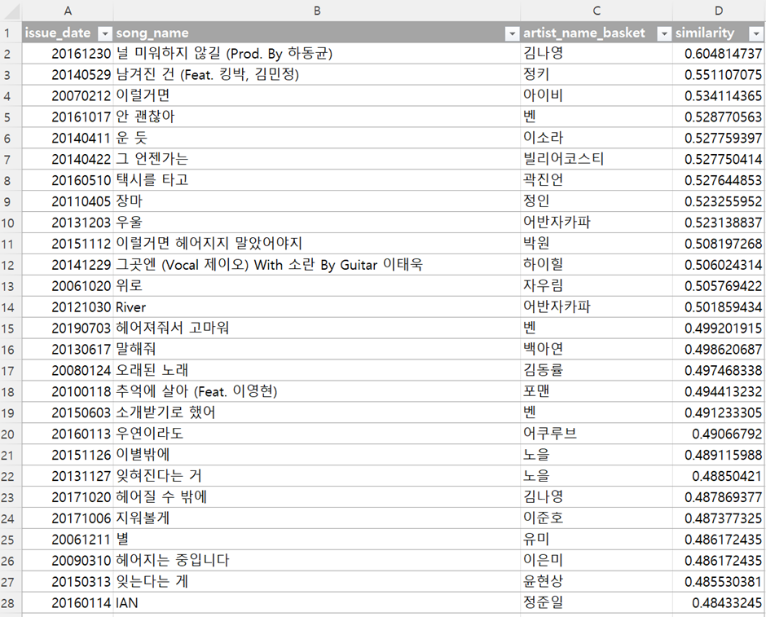 A B C D
1 issue_date song_name artist_name_basket similarity
2 20161230 널 미워하지 않길 (Prod. By 하동균) 김나영 0.604814737
3 20140529 남겨진 건 (Feat. 킹박, 김민정) 정키 0.551107075
4 20070212 이럴거면 아이비 0.534114365
5 20161017 안 괜찮아 벤 0.528770563
6 20140411 운 듯 이소라 0.527759397
7 20140422 그 언젠가는 빌리어코스티 0.527750414
8 20160510 택시를 타고 곽진언 0.527644853
9 20110405 장마 정인 0.523255952
10 20131203 우울 어반자카파 0.523138837
11 20151112 이럴거면 헤어지지 말았어야지 박원 0.508197268
12 20141229 그곳엔 (Vocal 제이오) With 소란 By Guitar 이태욱 하이힐 0.506024314
13 20061020 위로 자우림 0.505769422
14 20121030 River 어반자카파 0.501859434
15 20190703 헤어져줘서 고마워 벤 0.499201915
16 20130617 말해줘 백아연 0.498620687
17 20080124 오래된 노래 김동률 0.497468338
18 20100118 추억에 살아 (Feat. 이영현) 포맨 0.494413232
19 20150603 소개받기로 했어 벤 0.491233305
20 20160113 우연이라도 어쿠루브 0.49066792
21 20151126 이별밖에 노을 0.489115988
22 20131127 잊혀진다는 거 노을 0.48850421
23 20171020 헤어질 수 밖에 김나영 0.487869377
24 20171006 지워볼게 이준호 0.487377325
25 20061211 별 유미 0.486172435
26 20090310 헤어지는 중입니다 이은미 0.486172435
27 20150313 잊는다는 게 윤현상 0.485530381
28 20160114 IAN 정준일 0.48433245